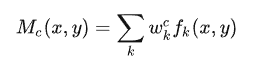 M_c(x, y) = \sum_k w_k^c f_k(x, y)